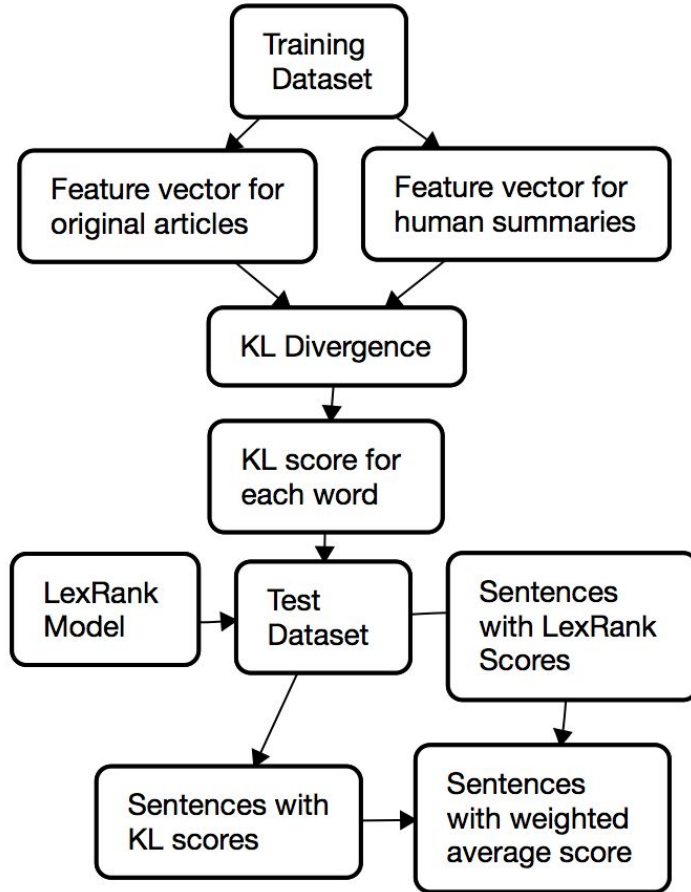 Training
Dataset
Feature vector for
original articles
Feature vector for
human summaries
KL Divergence
KL score for
each word
LexRank
Model
Test
Dataset
Sentences
with LexRank
Scores
Sentences with
KL scores
Sentences
with weighted
average score